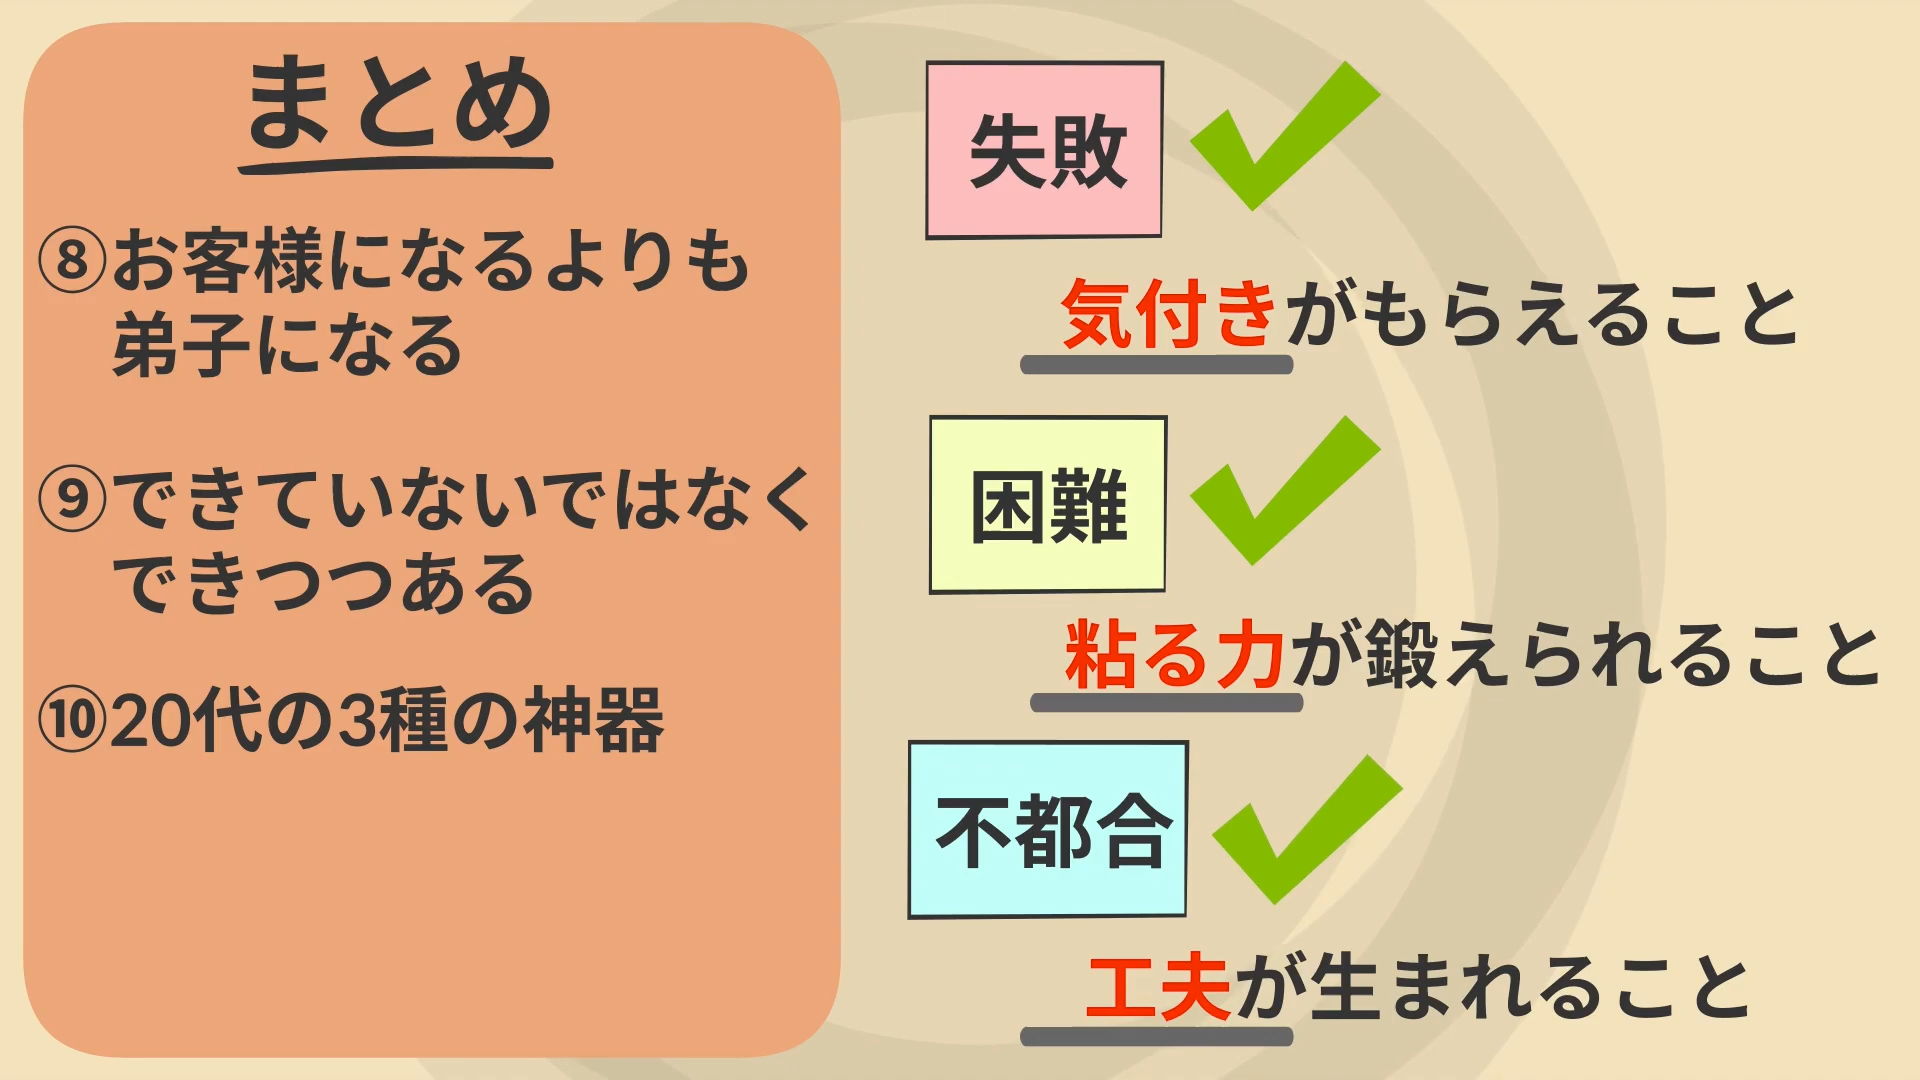 まとめ
⑧お客様になるよりも
弟子になる
⑨できていないではなく
できつつある
⑩20代の3種の神器
失敗
気付きがもらえること
困難
粘る力が鍛えられること
不都合
工夫が生まれること